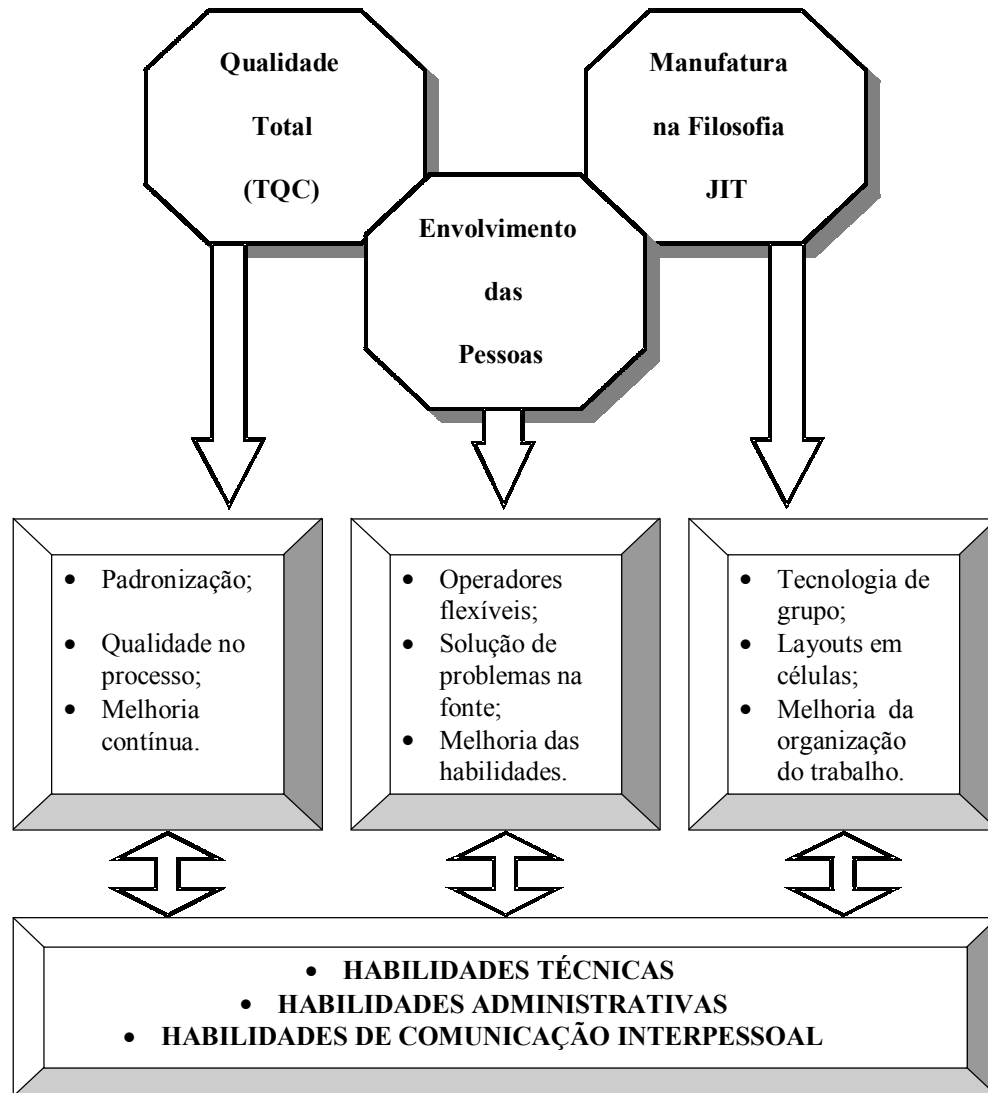 Qualidade
Total
(TQC)
Manufatura
na Filosofia
JIT
Envolvimento
das
Pessoas
• Padronização;
• Qualidade no
processo;
• Melhoria
contínua.
• Operadores
flexíveis;
• Solução de
problemas na
fonte;
• Melhoria das
habilidades.
• Tecnologia de
grupo;
• Layouts em
células;
• Melhoria da
organização
do trabalho.
• HABILIDADES TÉCNICAS
• HABILIDADES ADMINISTRATIVAS
• HABILIDADES DE COMUNICAÇÃO INTERPESSOAL